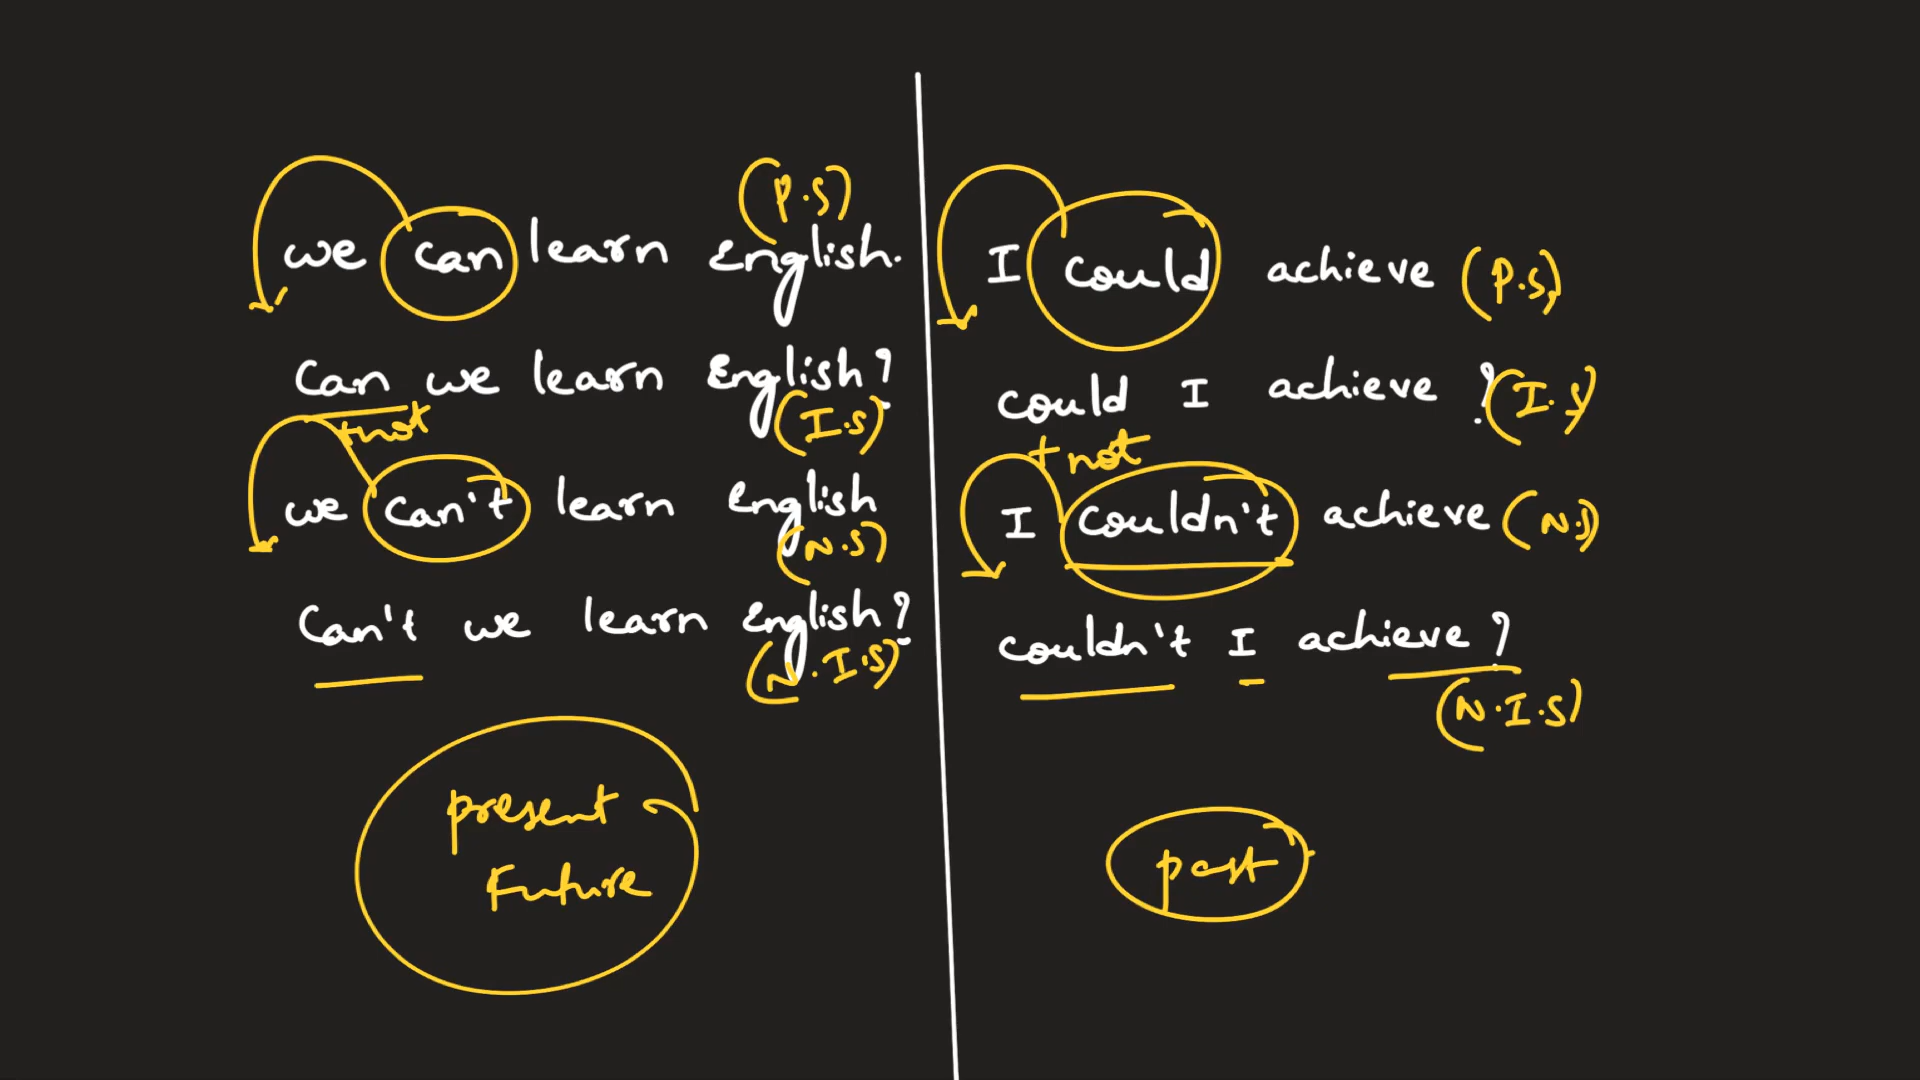 (P.S)
we can learn English.
Can we learn English?
+not
(I.S)
we can't learn English
(N.S)
Can't we learn English?
(N.I.S)
present
Future
I could achieve (P.S)
could I achieve ? (I.S)
+ not
I couldn't achieve (N.S)
couldn't I achieve?
(N.I.S)
past